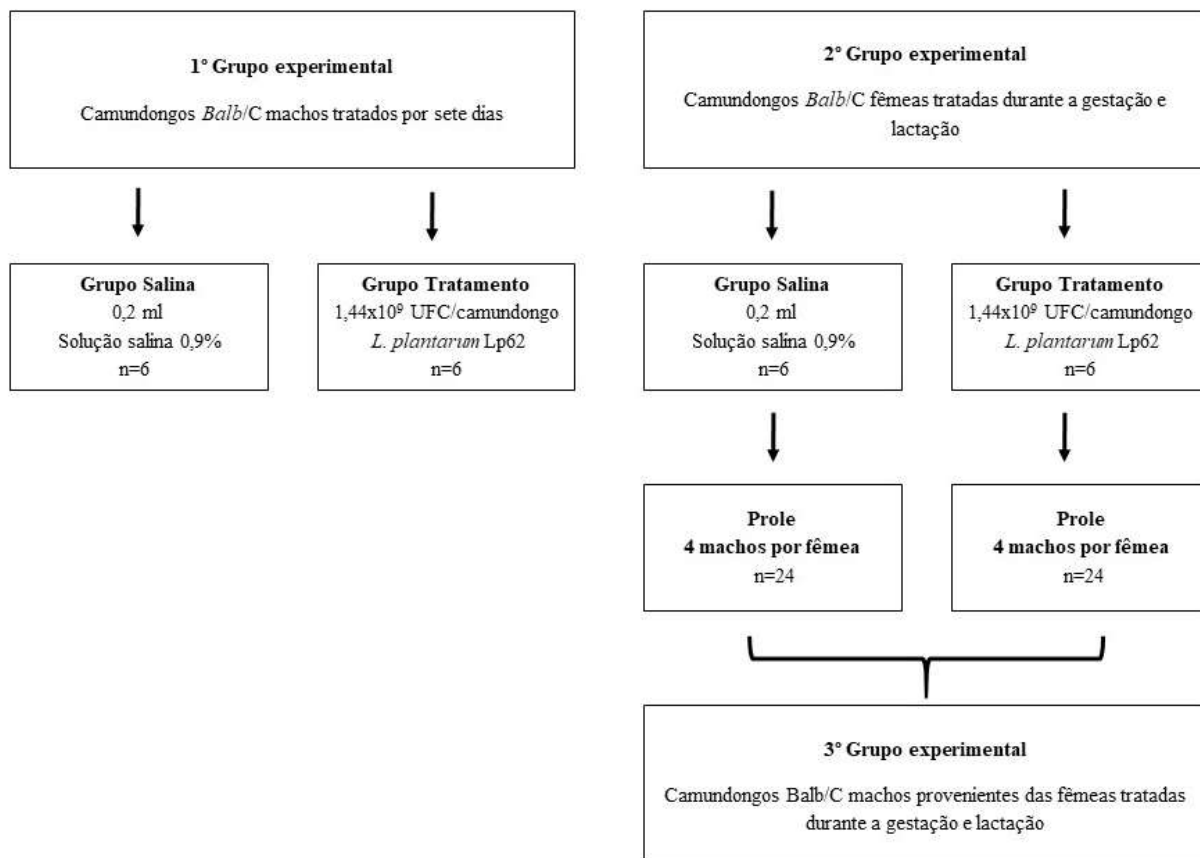 1º Grupo experimental
Camundongos Balb/C machos tratados por sete dias
2º Grupo experimental
Camundongos Balb/C fêmeas tratadas durante a gestação e
lactação
Grupo Salina
0,2 ml
Solução salina 0,9%
n=6
Grupo Tratamento
1,44x10⁹ UFC/camundongo
L. plantarum Lp62
n=6
Grupo Salina
0,2 ml
Solução salina 0,9%
n=6
Grupo Tratamento
1,44x10⁹ UFC/camundongo
L. plantarum Lp62
n=6
Prole
4 machos por fêmea
n=24
Prole
4 machos por fêmea
n=24
3º Grupo experimental
Camundongos Balb/C machos provenientes das fêmeas tratadas
durante a gestação e lactação